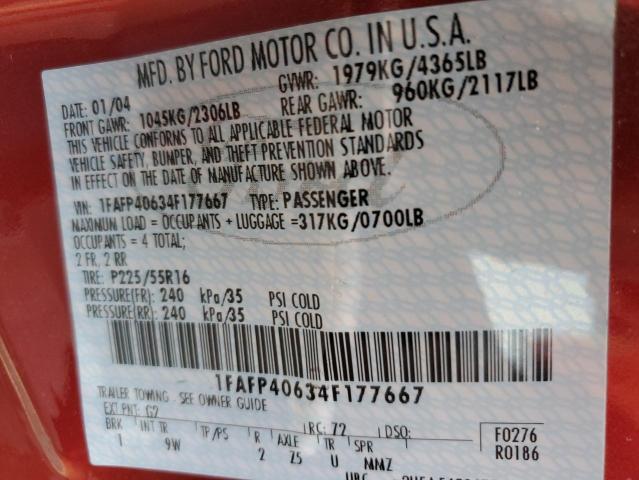 MFD. BY FORD MOTOR CO. IN U.S.A.
DATE: 01/04 GVWR: 1979KG/4365LB
FRONT GAWR: 1045KG/2306LB REAR GAWR: 960KG/2117LB
THIS VEHICLE CONFORMS TO ALL APPLICABLE FEDERAL MOTOR
VEHICLE SAFETY, BUMPER, AND THEFT PREVENTION STANDARDS
IN EFFECT ON THE DATE OF MANUFACTURE SHOWN ABOVE.
VIN: 1FAFP40634F177667 TYPE: PASSENGER
MAXIMUM LOAD = OCCUPANTS + LUGGAGE =317KG/0700LB
OCCUPANTS = 4 TOTAL;
2 FR, 2 RR
TIRE: P225/55R16
PRESSURE(FR): 240 kPa/35 PSI COLD
PRESSURE(RR): 240 kPa/35 PSI COLD
1FAFP40634F177667
TRAILER TOWING: SEE OWNER GUIDE
EXT PNT: G2 RC: 72 DSO: F0276
BRK INT TR TP/PS R AXLE TR SPR R0186
1 9W 2 Z5 U MMZ